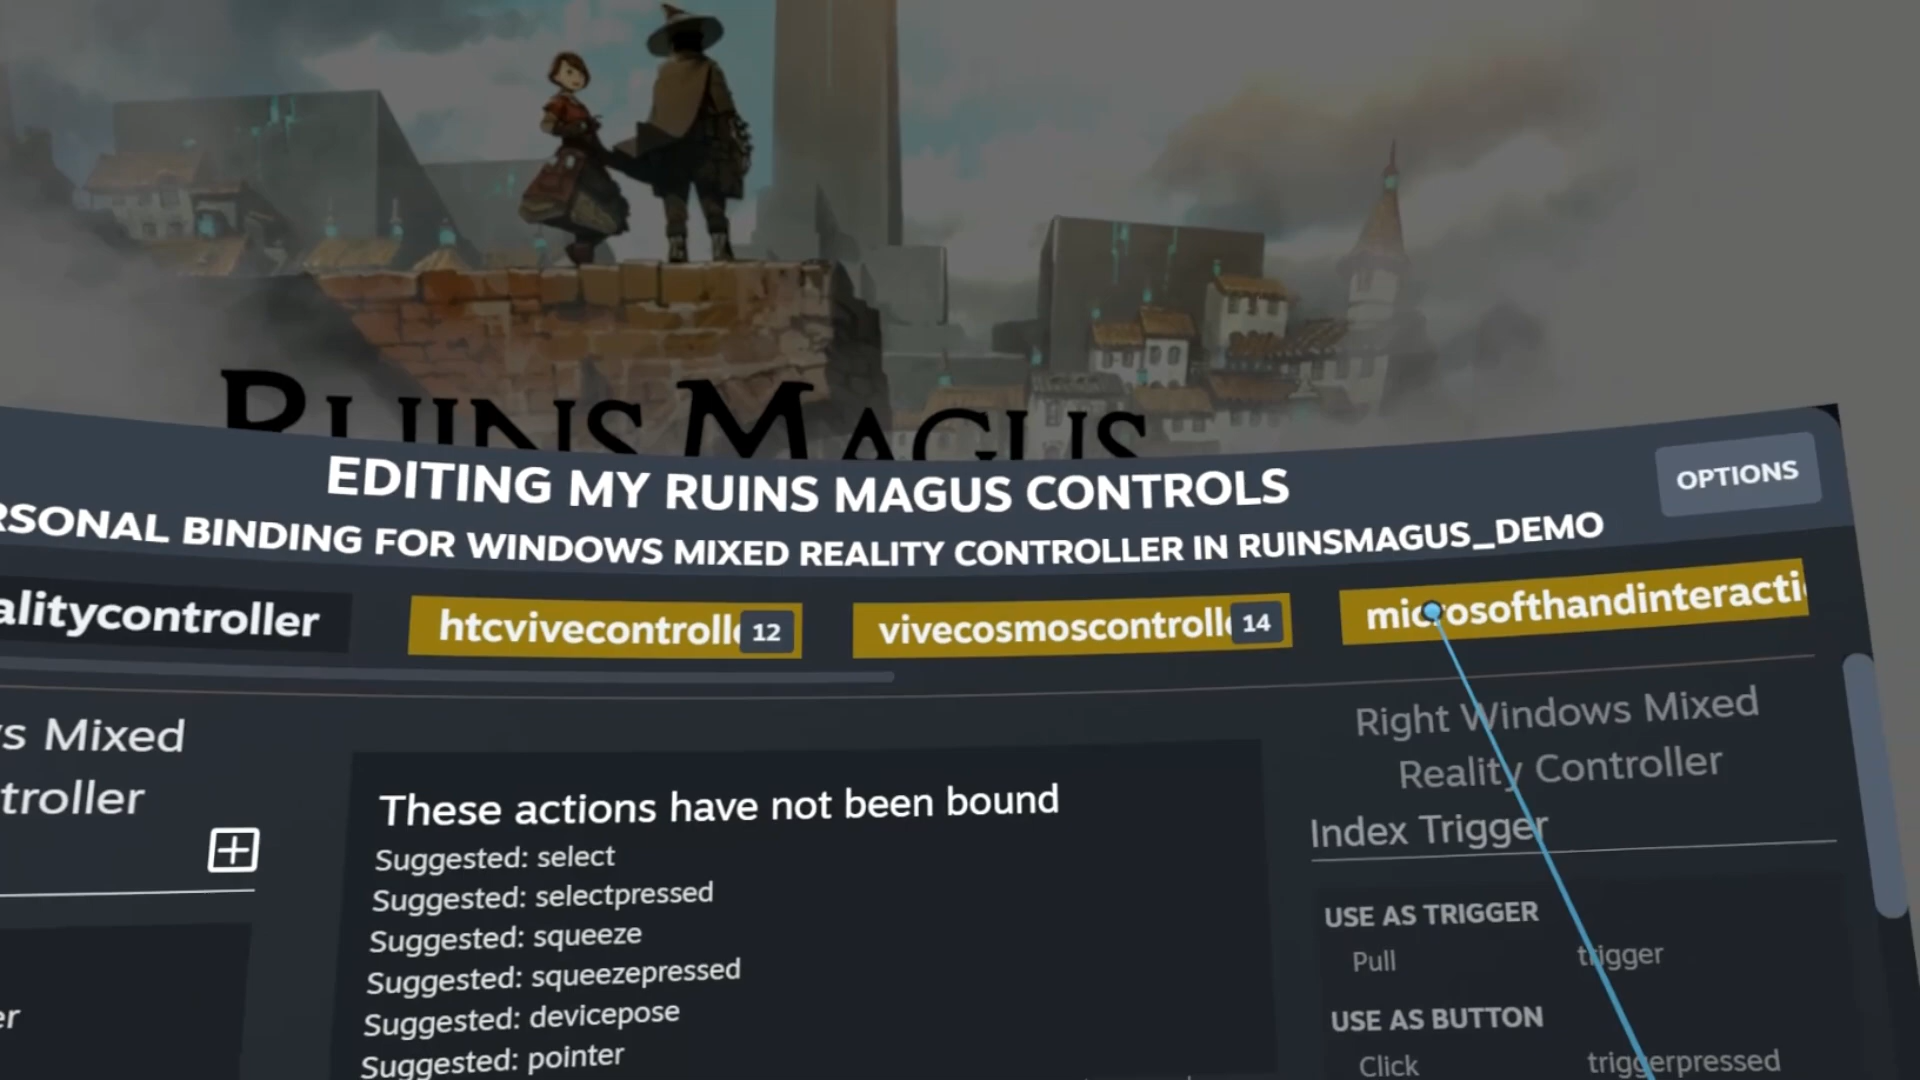 RUINS MAGUS
EDITING MY RUINS MAGUS CONTROLS
OPTIONS
RSONAL BINDING FOR WINDOWS MIXED REALITY CONTROLLER IN RUINSMAGUS_DEMO
alitycontroller
htcvivecontroll
12
vivecosmoscontroll
14
microsofthandinteracti
s Mixed
troller
These actions have not been bound
Suggested: select
Suggested: selectpressed
Suggested: squeeze
Suggested: squeezepressed
Suggested: devicepose
Suggested: pointer
er
Right Windows Mixed
Reality Controller
Index Trigger
USE AS TRIGGER
Pull trigger
USE AS BUTTON
Click triggerpressed